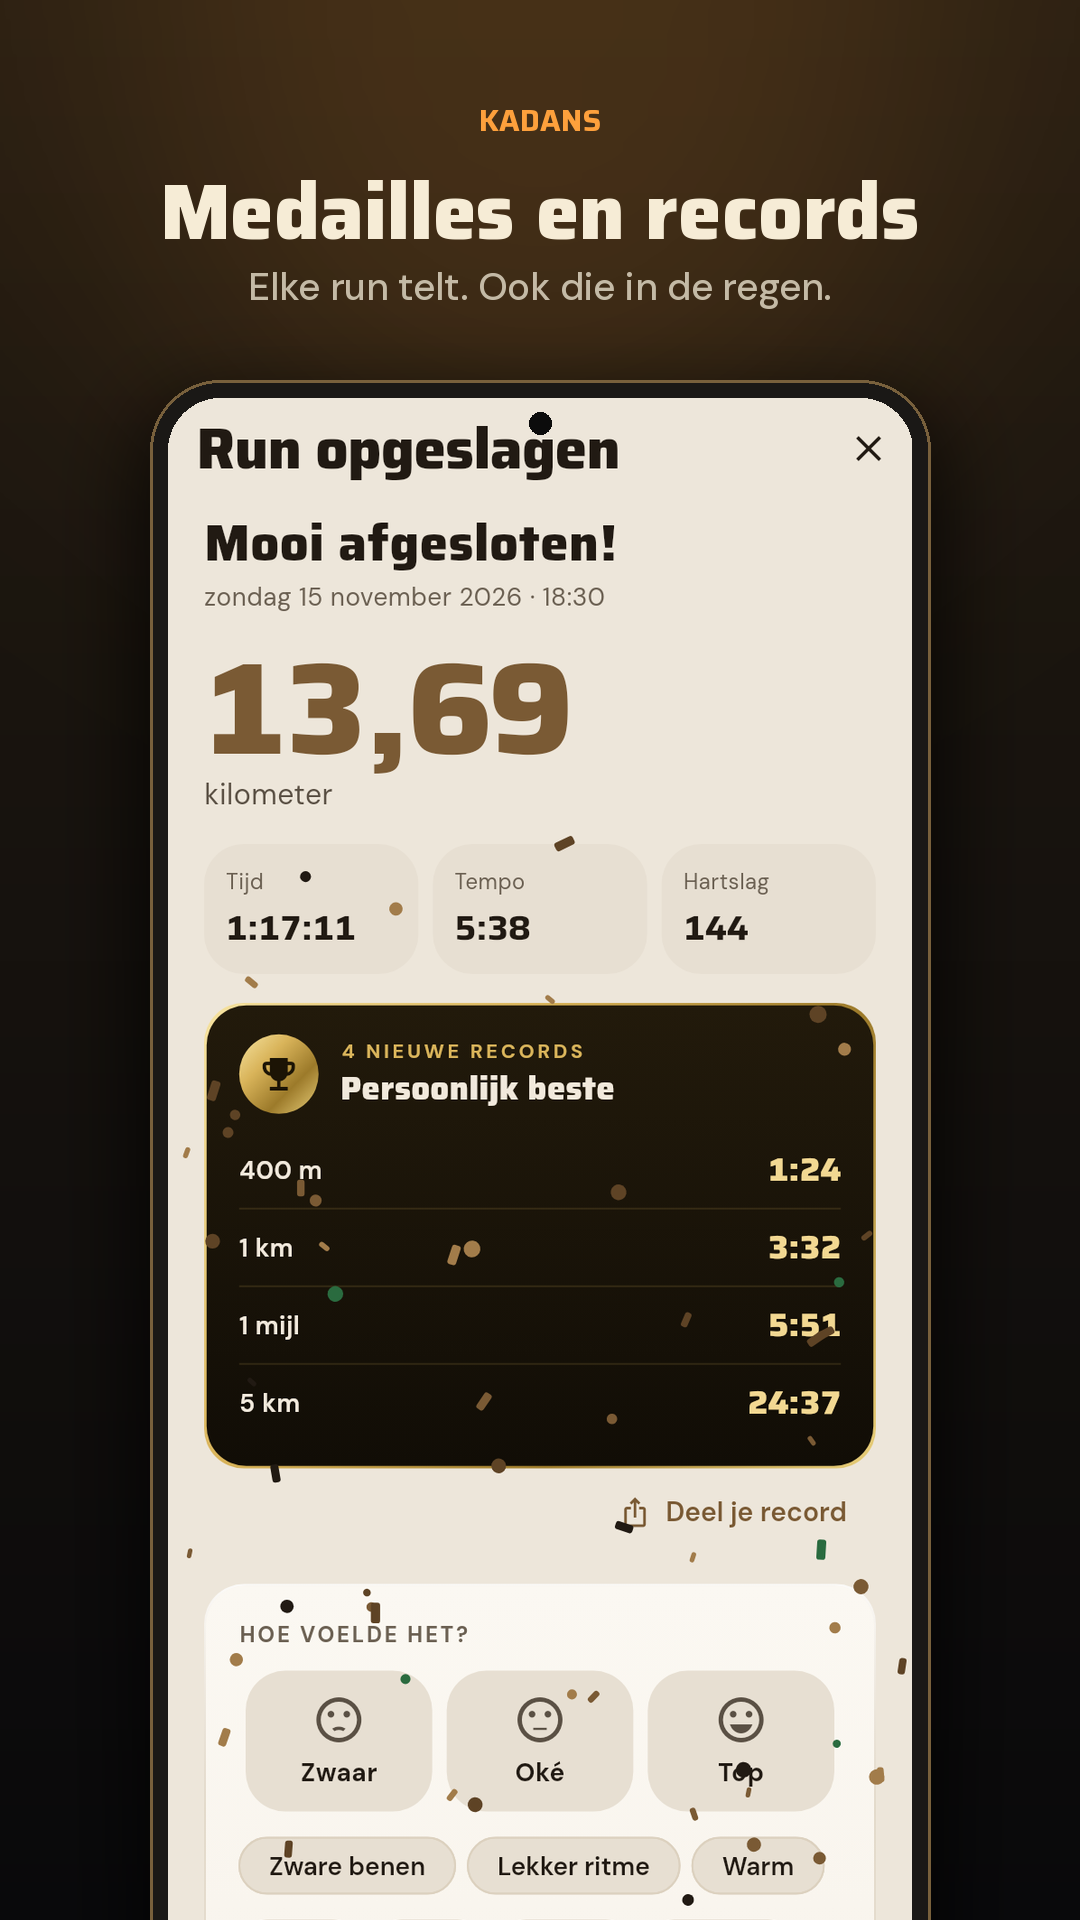 KADANS
Medailles en records
Elke run telt. Ook die in de regen.
Run opgeslagen
Mooi afgesloten!
zondag 15 november 2026 · 18:30
13,69
kilometer
Tijd
1:17:11
Tempo
5:38
Hartslag
144
4 NIEUWE RECORDS
Persoonlijk beste
400 m 1:24
1 km 3:32
1 mijl 5:51
5 km 24:37
Deel je record
HOE VOELDE HET?
Zwaar
Oké
Top
Zware benen
Lekker ritme
Warm